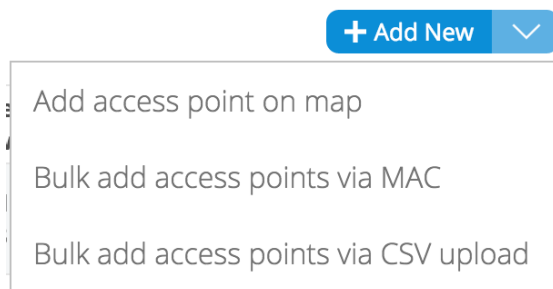 + Add New
Add access point on map
Bulk add access points via MAC
Bulk add access points via CSV upload